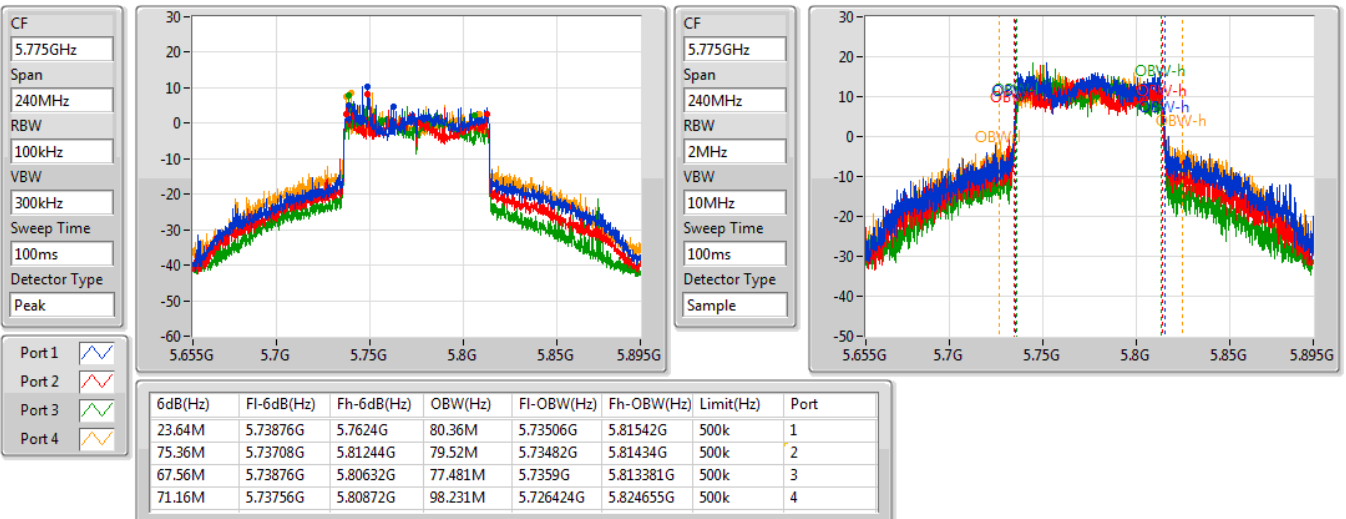 CF
5.775GHz
Span
240MHz
RBW
100kHz
VBW
300kHz
Sweep Time
100ms
Detector Type
Peak
30
20
10
0
-10
-20
-30
-40
-50
-60
5.655G 5.7G 5.75G 5.8G 5.85G 5.895G
CF
5.775GHz
Span
240MHz
RBW
2MHz
VBW
10MHz
Sweep Time
100ms
Detector Type
Sample
30
20
10
0
-10
-20
-30
-40
-50
OBW-h
OBW-h
5.655G 5.7G 5.75G 5.8G 5.85G 5.895G
Port 1
Port 2
Port 3
Port 4
6dB(Hz) Fl-6dB(Hz) Fh-6dB(Hz) OBW(Hz) Fl-OBW(Hz) Fh-OBW(Hz) Limit(Hz) Port
23.64M 5.73876G 5.7624G 80.36M 5.73506G 5.81542G 500k 1
75.36M 5.73708G 5.81244G 79.52M 5.73482G 5.81434G 500k 2
67.56M 5.73876G 5.80632G 77.481M 5.7359G 5.813381G 500k 3
71.16M 5.73756G 5.80872G 98.231M 5.726424G 5.824655G 500k 4